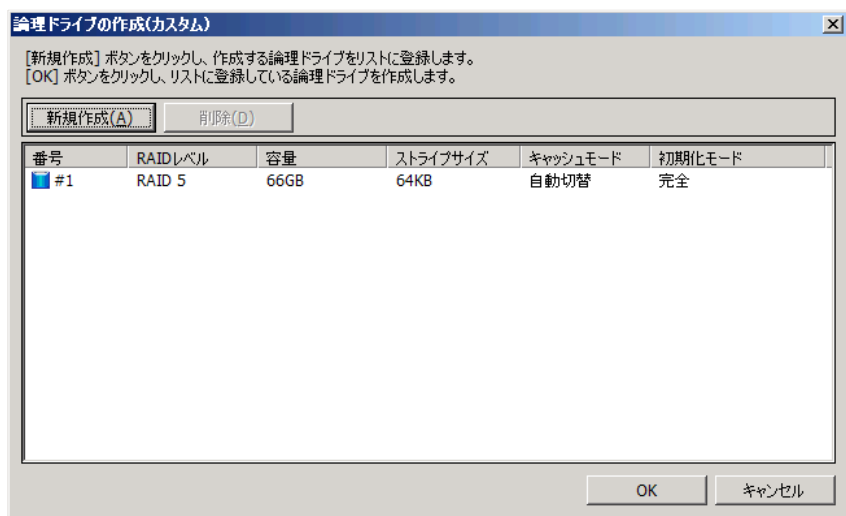 論理ドライブの作成(カスタム)
[新規作成] ボタンをクリックし、作成する論理ドライブをリストに登録します。
[OK] ボタンをクリックし、リストに登録している論理ドライブを作成します。
新規作成(A) 削除(D)
番号 RAIDレベル 容量 ストライプサイズ キャッシュモード 初期化モード
#1 RAID 5 66GB 64KB 自動切替 完全
OK キャンセル